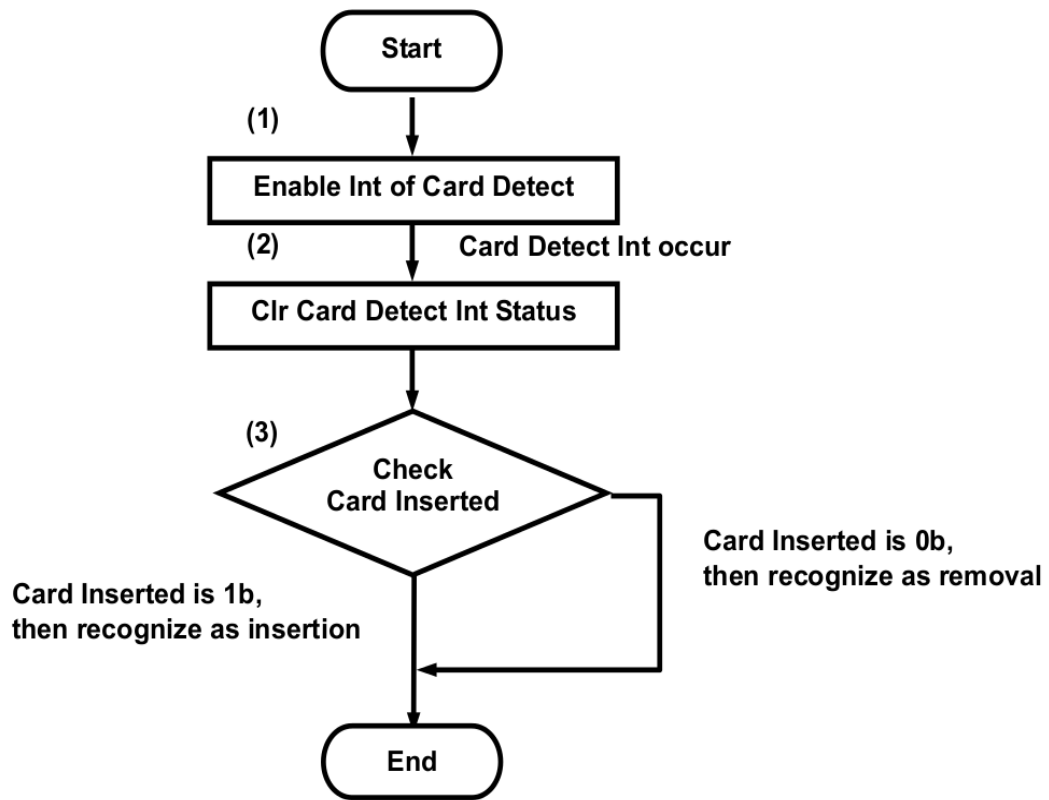 Start
(1)
Enable Int of Card Detect
(2)
Card Detect Int occur
Clr Card Detect Int Status
(3)
Check
Card Inserted
Card Inserted is 0b,
then recognize as removal
Card Inserted is 1b,
then recognize as insertion
End